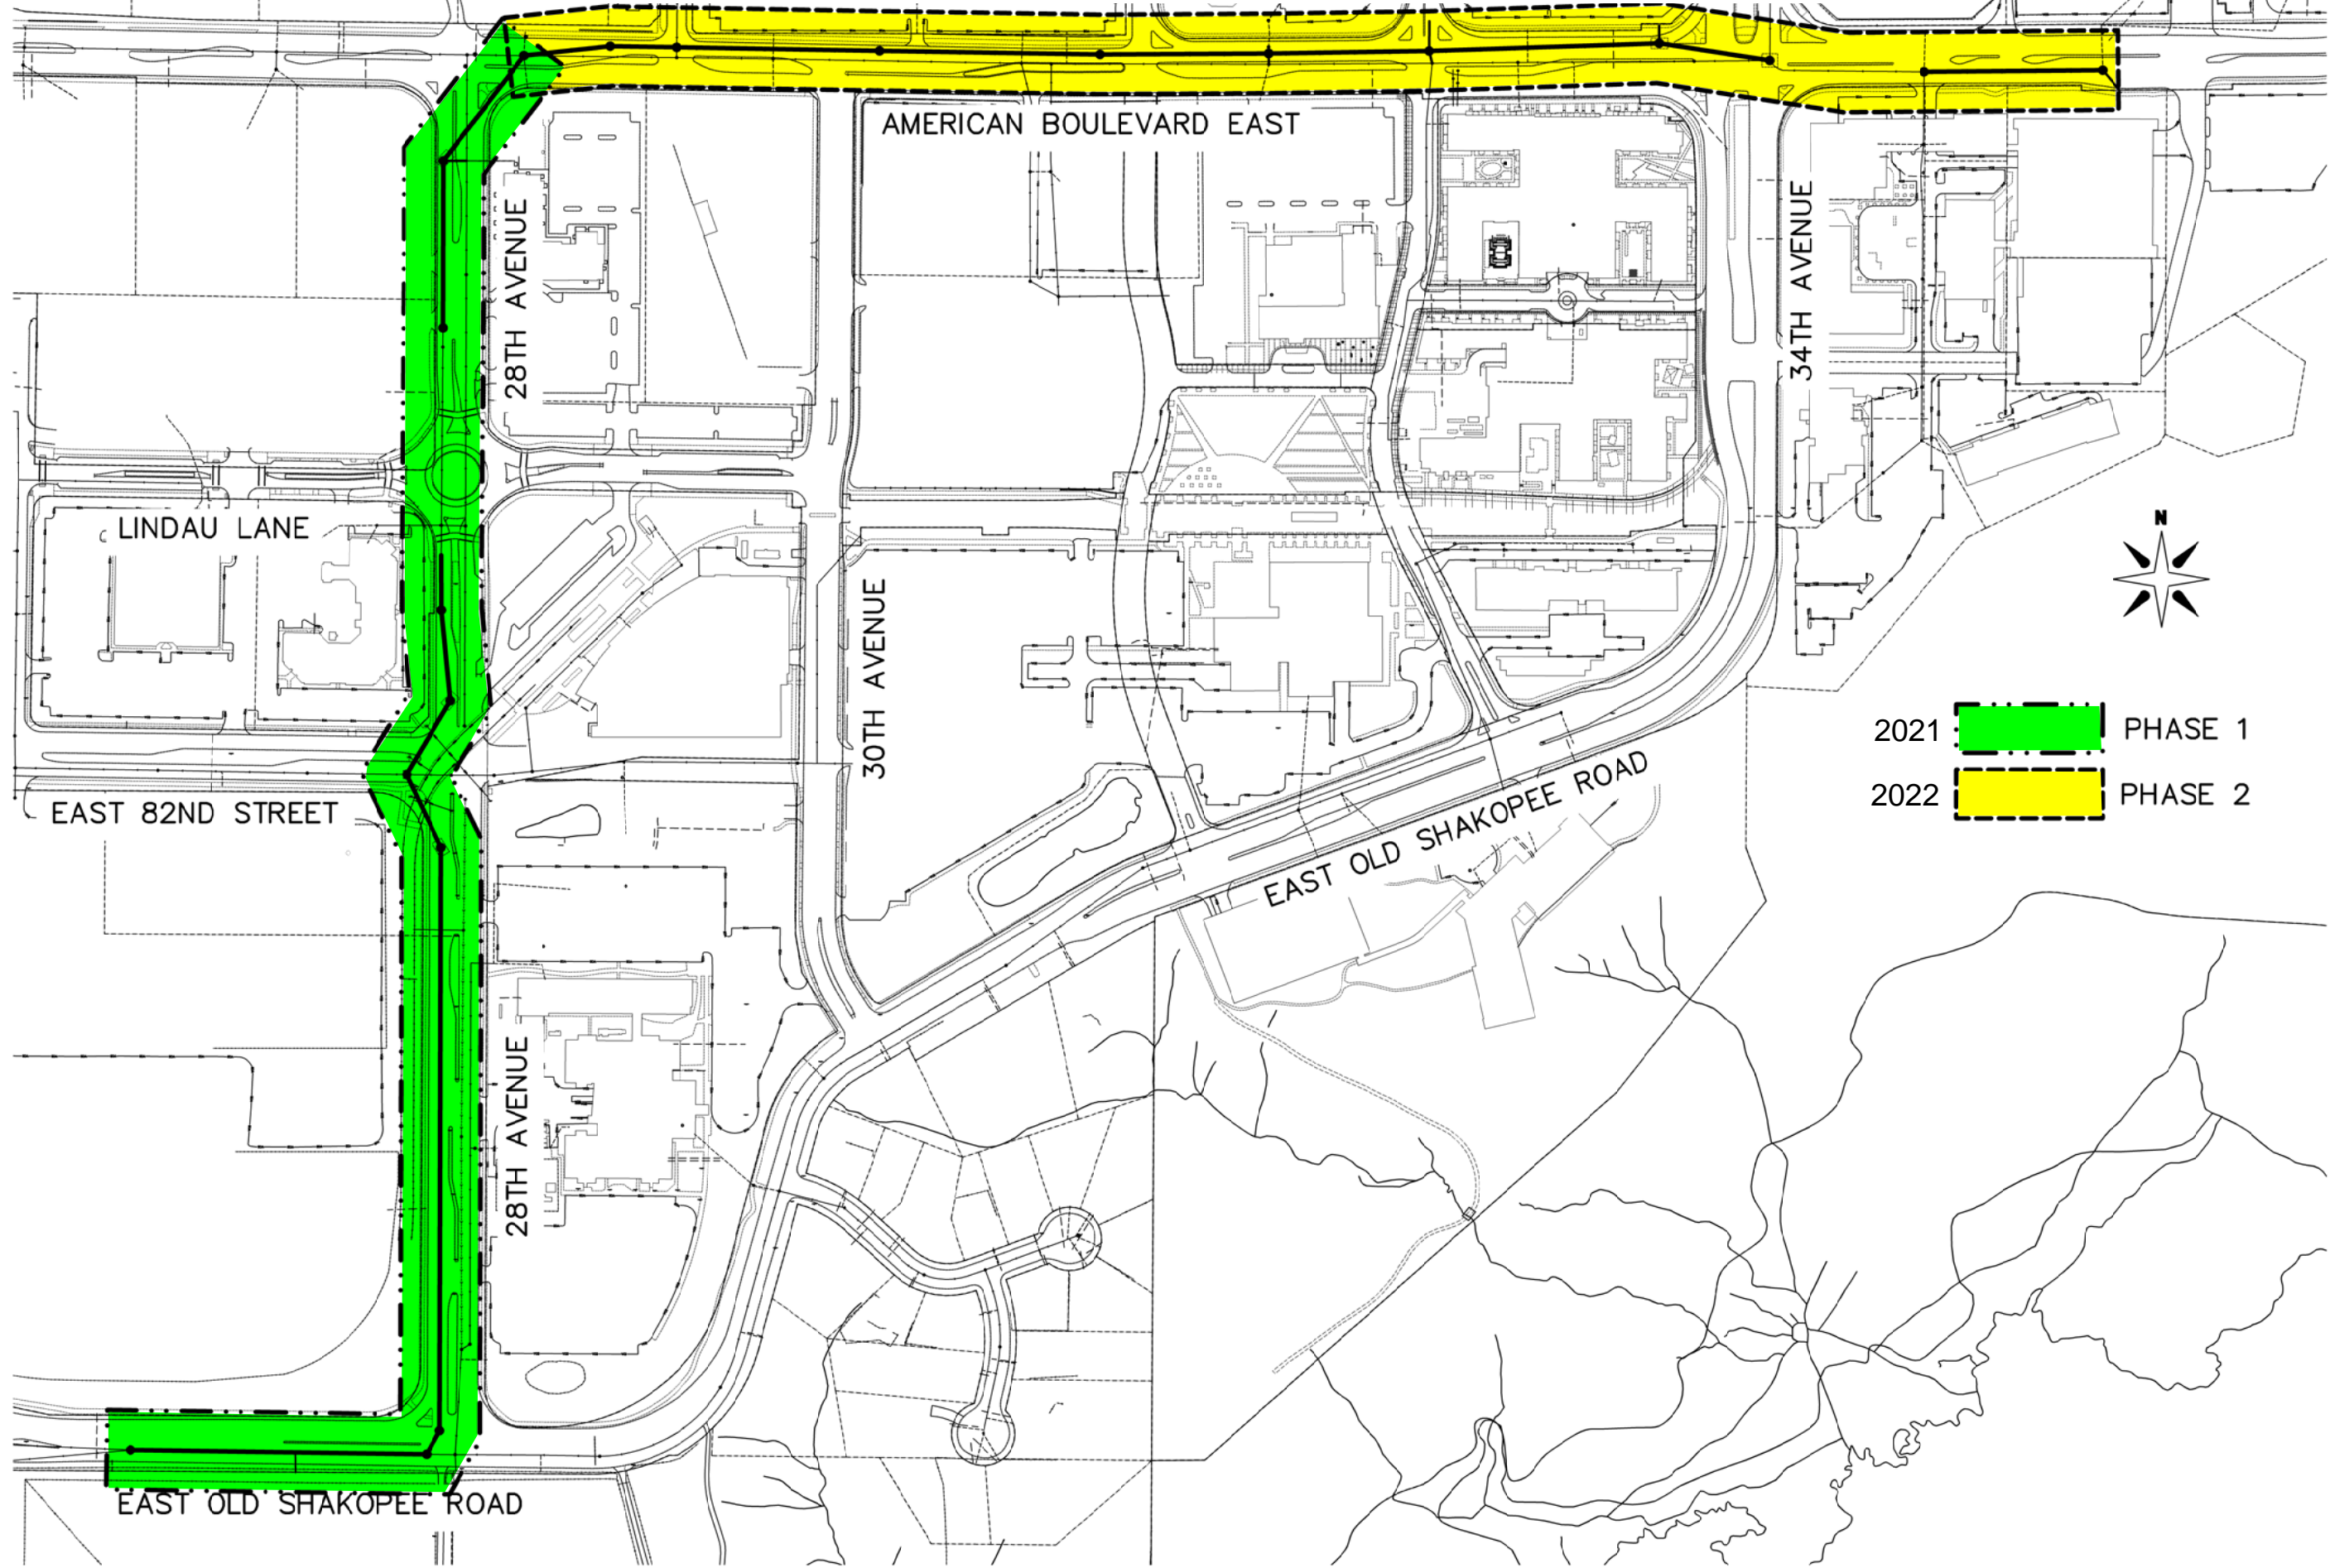 AMERICAN BOULEVARD EAST
28TH AVENUE
34TH AVENUE
LINDAU LANE
N
30TH AVENUE
2021 PHASE 1
2022 PHASE 2
EAST 82ND STREET
EAST OLD SHAKOPEE ROAD
28TH AVENUE
EAST OLD SHAKOPEE ROAD